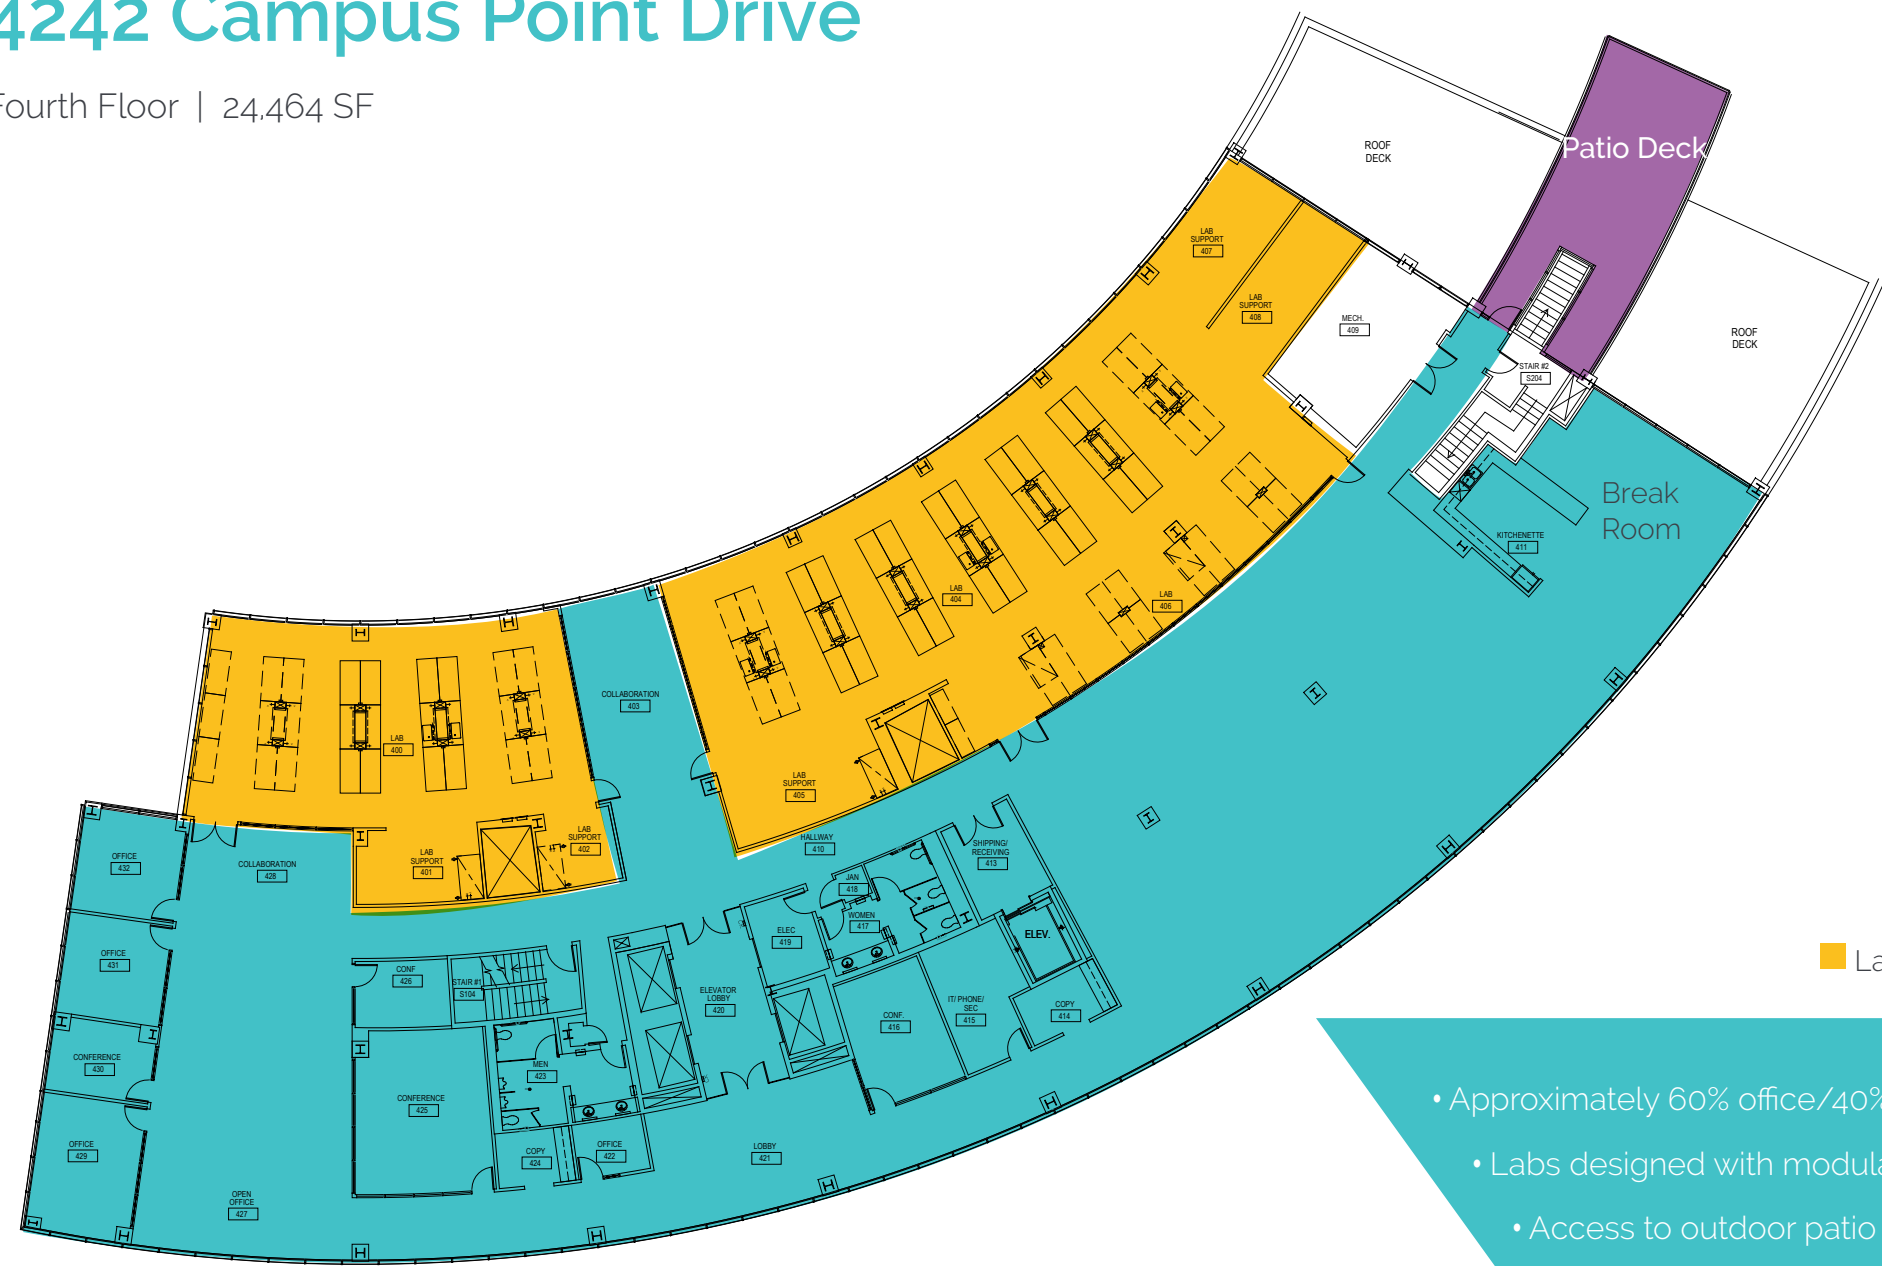 4242 Campus Point Drive
Fourth Floor | 24,464 SF
ROOF
DECK
Patio Deck
LAB
SUPPORT
407
LAB
SUPPORT
408
MECH.
409
ROOF
DECK
STAIR #2
S204
Break
Room
KITCHENETTE
411
LAB
404
LAB
406
COLLABORATION
403
LAB
400
LAB
SUPPORT
405
LAB
SUPPORT
402
LAB
SUPPORT
401
HALLWAY
410
SHIPPING/
RECEIVING
413
OFFICE
432
COLLABORATION
428
JAN
418
WOMEN
417
ELEC
419
ELEV.
OFFICE
431
CONF
426
STAIR #1
S104
ELEVATOR
LOBBY
420
IT/ PHONE/
SEC
415
COPY
414
CONF.
416
CONFERENCE
430
MEN
423
CONFERENCE
425
OFFICE
429
COPY
424
OFFICE
422
LOBBY
421
OPEN
OFFICE
427
• Approximately 60% office/40%
• Labs designed with
• Access to outdoor patio